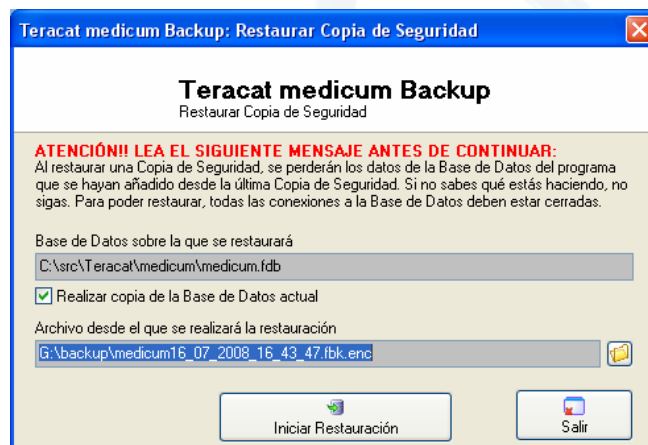 Teracat medicum Backup: Restaurar Copia de Seguridad
Teracat medicum Backup
Restaurar Copia de Seguridad
ATENCIÓN!! LEA EL SIGUIENTE MENSAJE ANTES DE CONTINUAR:
Al restaurar una Copia de Seguridad, se perderán los datos de la Base de Datos del programa
que se hayan añadido desde la última Copia de Seguridad. Si no sabes qué estás haciendo, no
sigas. Para poder restaurar, todas las conexiones a la Base de Datos deben estar cerradas.
Base de Datos sobre la que se restaurará
C:\src\Teracat\medicum\medicum.fdb
Realizar copia de la Base de Datos actual
Archivo desde el que se realizará la restauración
G:\backup\medicum16_07_2008_16_43_47.fbk.enc
Iniciar Restauración
Salir